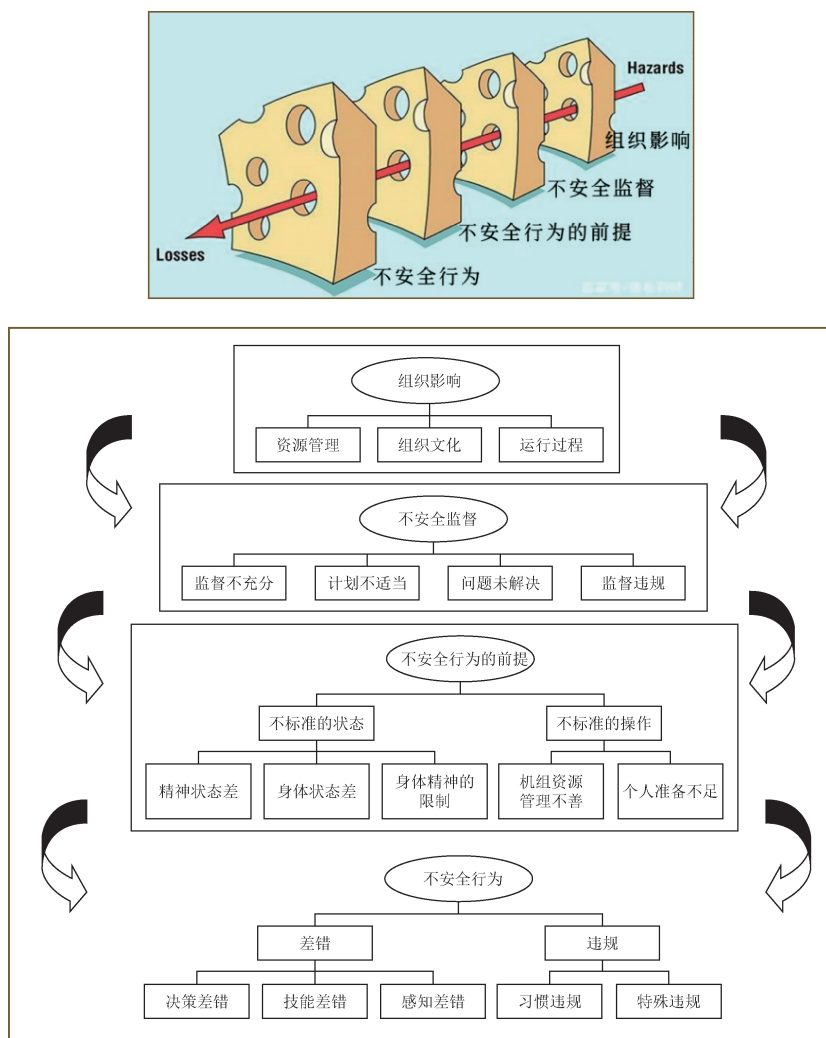 Hazards
组织影响
不安全监督
不安全行为的前提
Losses
不安全行为
组织影响
资源管理
组织文化
运行过程
不安全监督
监督不充分
计划不适当
问题未解决
监督违规
不安全行为的前提
不标准的状态
不标准的操作
精神状态差
身体状态差
身体精神的
限制
机组资源
管理不善
个人准备不足
不安全行为
差错
违规
决策差错
技能差错
感知差错
习惯违规
特殊违规